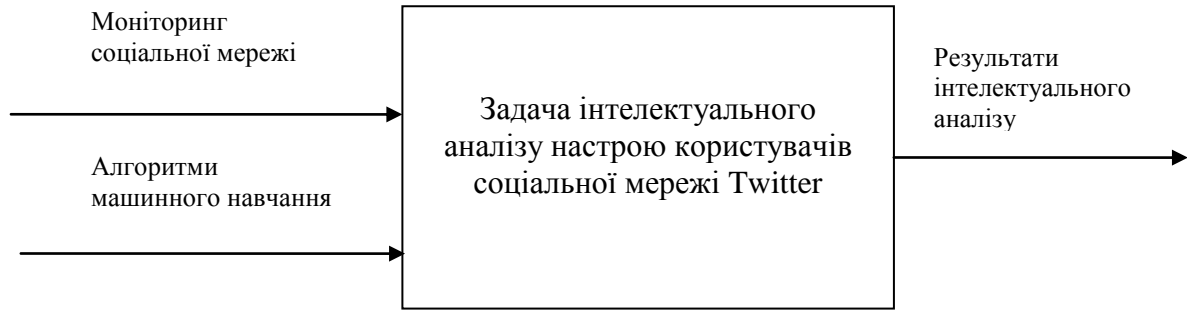 Моніторинг
соціальної мережі
Алгоритми
машинного навчання
Задача інтелектуального
аналізу настрою користувачів
соціальної мережі Twitter
Результати
інтелектуального
аналізу